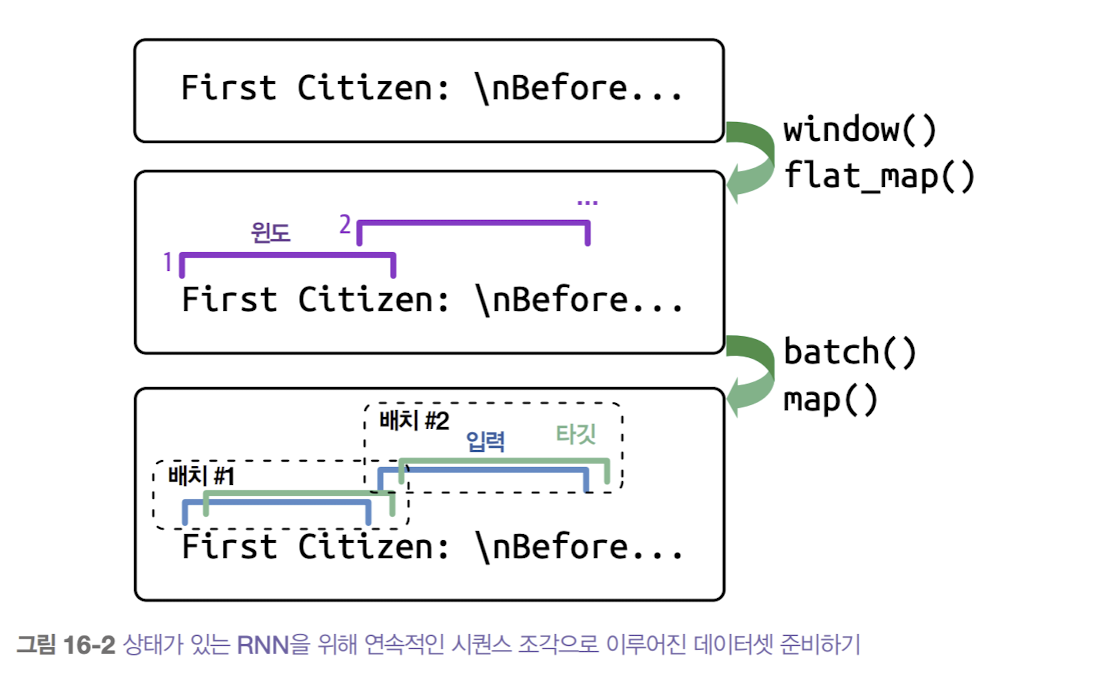 First Citizen: \nBefore...
window()
flat_map()
...
윈도
2
1
First Citizen: \nBefore...
batch()
map()
배치 #2
입력
타깃
배치 #1
First Citizen: \nBefore...
그림 16-2 상태가 있는 RNN을 위해 연속적인 시퀀스 조각으로 이루어진 데이터셋 준비하기